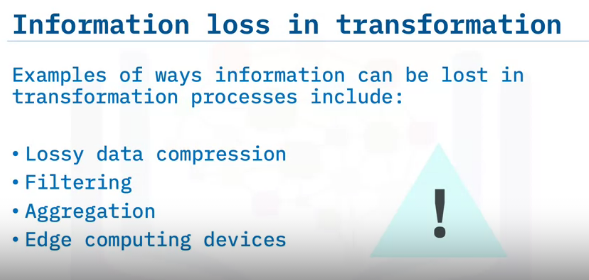 Information loss in transformation
Examples of ways information can be lost in
transformation processes include:
• Lossy data compression
• Filtering
• Aggregation
• Edge computing devices
!